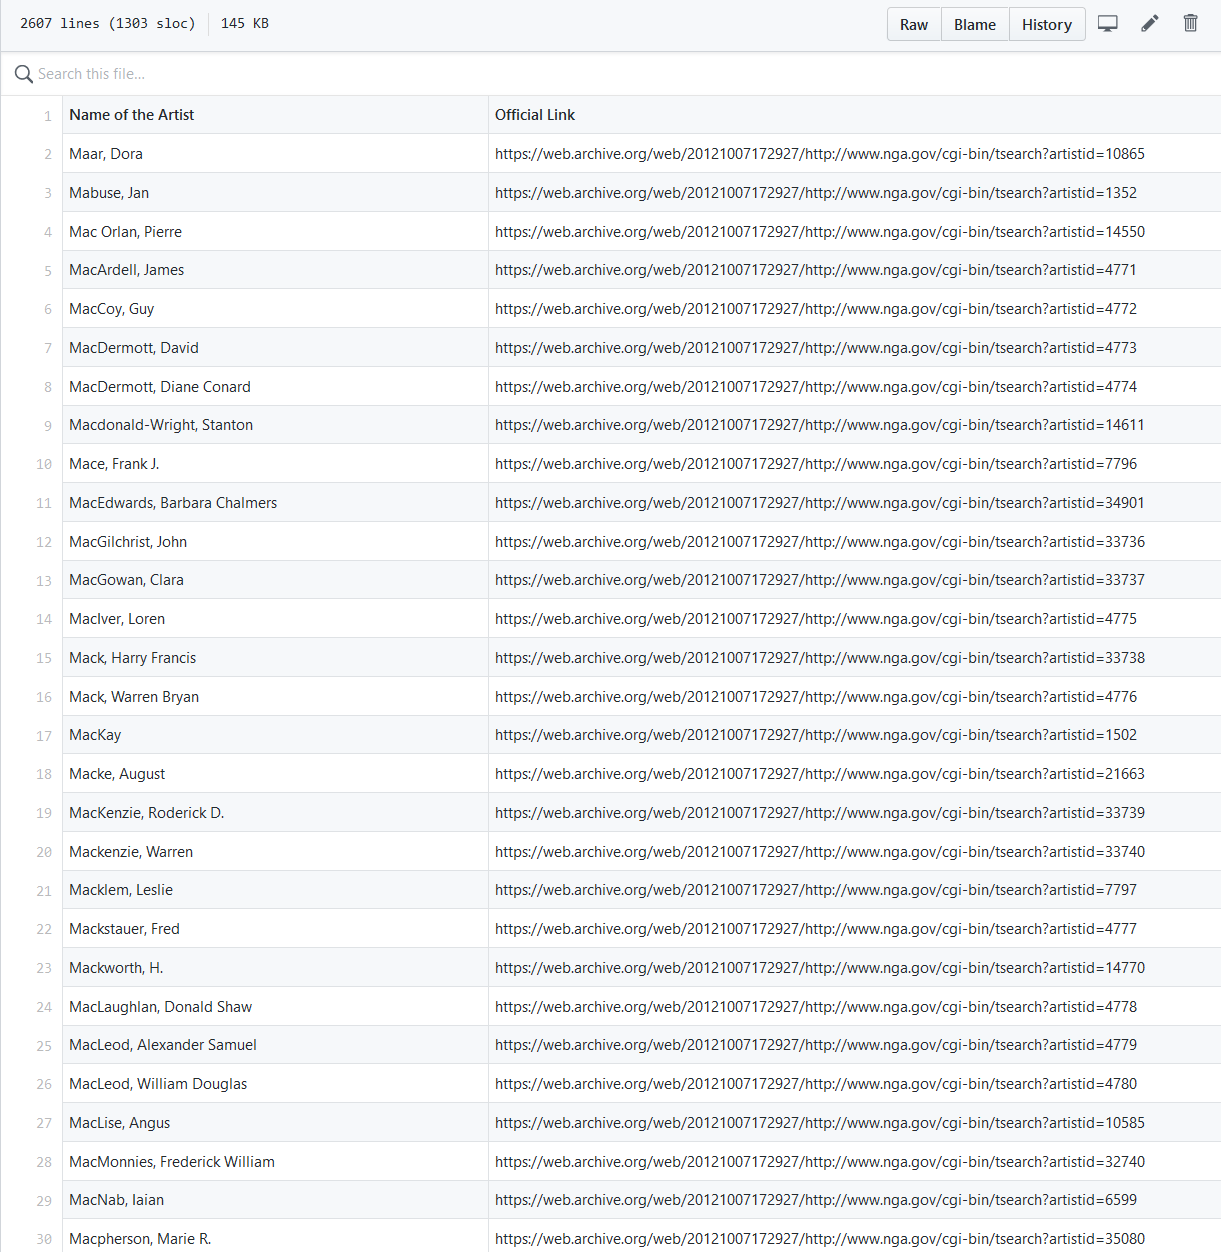 2607 lines (1303 sloc) 145 KB Raw Blame History
Search this file...
1 Name of the Artist Official Link
2 Maar, Dora https://web.archive.org/web/20121007172927/http://www.nga.gov/cgi-bin/tsearch?artistid=10865
3 Mabuse, Jan https://web.archive.org/web/20121007172927/http://www.nga.gov/cgi-bin/tsearch?artistid=1352
4 Mac Orlan, Pierre https://web.archive.org/web/20121007172927/http://www.nga.gov/cgi-bin/tsearch?artistid=14550
5 MacArdell, James https://web.archive.org/web/20121007172927/http://www.nga.gov/cgi-bin/tsearch?artistid=4771
6 MacCoy, Guy https://web.archive.org/web/20121007172927/http://www.nga.gov/cgi-bin/tsearch?artistid=4772
7 MacDermott, David https://web.archive.org/web/20121007172927/http://www.nga.gov/cgi-bin/tsearch?artistid=4773
8 MacDermott, Diane Conard https://web.archive.org/web/20121007172927/http://www.nga.gov/cgi-bin/tsearch?artistid=4774
9 Macdonald-Wright, Stanton https://web.archive.org/web/20121007172927/http://www.nga.gov/cgi-bin/tsearch?artistid=14611
10 Mace, Frank J. https://web.archive.org/web/20121007172927/http://www.nga.gov/cgi-bin/tsearch?artistid=7796
11 MacEdwards, Barbara Chalmers https://web.archive.org/web/20121007172927/http://www.nga.gov/cgi-bin/tsearch?artistid=34901
12 MacGilchrist, John https://web.archive.org/web/20121007172927/http://www.nga.gov/cgi-bin/tsearch?artistid=33736
13 MacGowan, Clara https://web.archive.org/web/20121007172927/http://www.nga.gov/cgi-bin/tsearch?artistid=33737
14 MacIver, Loren https://web.archive.org/web/20121007172927/http://www.nga.gov/cgi-bin/tsearch?artistid=4775
15 Mack, Harry Francis https://web.archive.org/web/20121007172927/http://www.nga.gov/cgi-bin/tsearch?artistid=33738
16 Mack, Warren Bryan https://web.archive.org/web/20121007172927/http://www.nga.gov/cgi-bin/tsearch?artistid=4776
17 MacKay https://web.archive.org/web/20121007172927/http://www.nga.gov/cgi-bin/tsearch?artistid=1502
18 Macke, August https://web.archive.org/web/20121007172927/http://www.nga.gov/cgi-bin/tsearch?artistid=21663
19 MacKenzie, Roderick D. https://web.archive.org/web/20121007172927/http://www.nga.gov/cgi-bin/tsearch?artistid=33739
20 Mackenzie, Warren https://web.archive.org/web/20121007172927/http://www.nga.gov/cgi-bin/tsearch?artistid=33740
21 Macklem, Leslie https://web.archive.org/web/20121007172927/http://www.nga.gov/cgi-bin/tsearch?artistid=7797
22 Mackstauer, Fred https://web.archive.org/web/20121007172927/http://www.nga.gov/cgi-bin/tsearch?artistid=4777
23 Mackworth, H. https://web.archive.org/web/20121007172927/http://www.nga.gov/cgi-bin/tsearch?artistid=14770
24 MacLaughlan, Donald Shaw https://web.archive.org/web/20121007172927/http://www.nga.gov/cgi-bin/tsearch?artistid=4778
25 MacLeod, Alexander Samuel https://web.archive.org/web/20121007172927/http://www.nga.gov/cgi-bin/tsearch?artistid=4779
26 MacLeod, William Douglas https://web.archive.org/web/20121007172927/http://www.nga.gov/cgi-bin/tsearch?artistid=4780
27 MacLise, Angus https://web.archive.org/web/20121007172927/http://www.nga.gov/cgi-bin/tsearch?artistid=10585
28 MacMonnies, Frederick William https://web.archive.org/web/20121007172927/http://www.nga.gov/cgi-bin/tsearch?artistid=32740
29 MacNab, Iaian https://web.archive.org/web/20121007172927/http://www.nga.gov/cgi-bin/tsearch?artistid=6599
30 Macpherson, Marie R. https://web.archive.org/web/20121007172927/http://www.nga.gov/cgi-bin/tsearch?artistid=35080